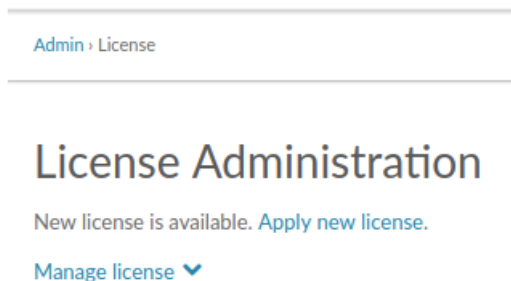 Admin › License
License Administration
New license is available. Apply new license.
Manage license